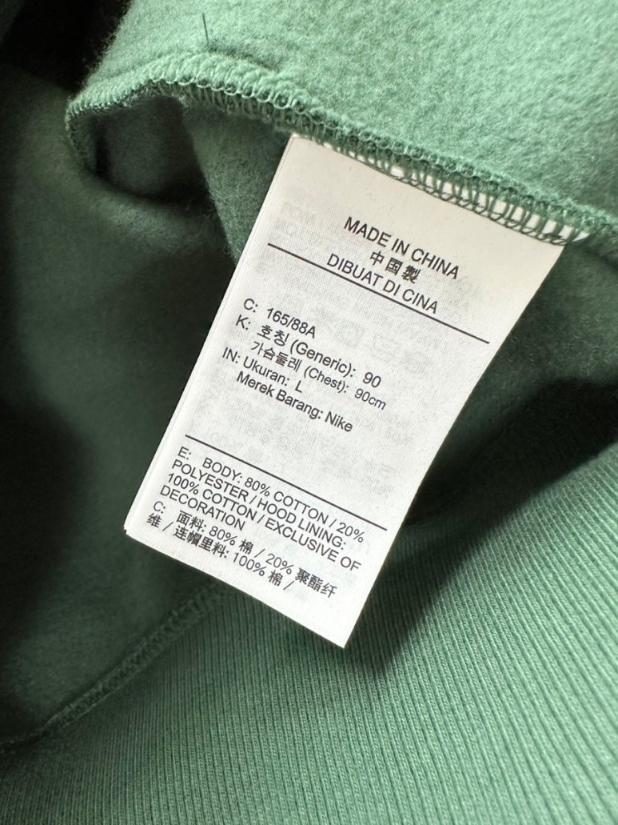 MADE IN CHINA
中国製
DIBUAT DI CINA
C: 165/88A
K: 호칭 (Generic): 90
가슴둘레 (Chest): 90cm
IN: Ukuran: L
Merek Barang: Nike
E: BODY: 80% COTTON / 20%
POLYESTER / HOOD LINING:
100% COTTON / EXCLUSIVE OF
DECORATION
C: 面料: 80% 棉 / 20% 聚酯纤
维 / 连帽里料: 100% 棉 /